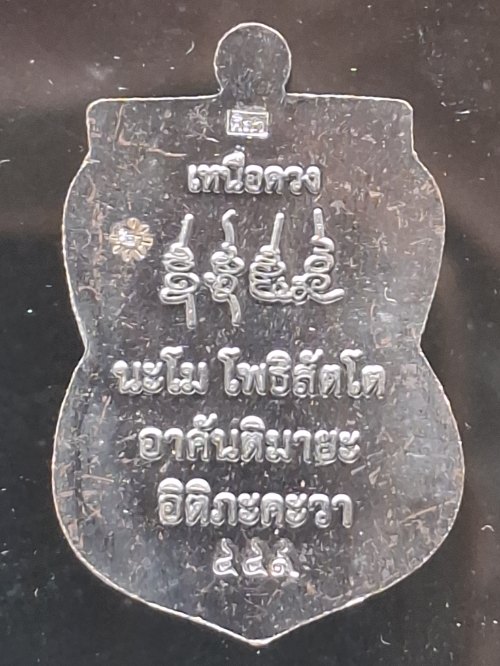 เหนือดวง
นะโม โพธิสัตโต
อาคันติมายะ
อิติภะคะวา
๕๕๙